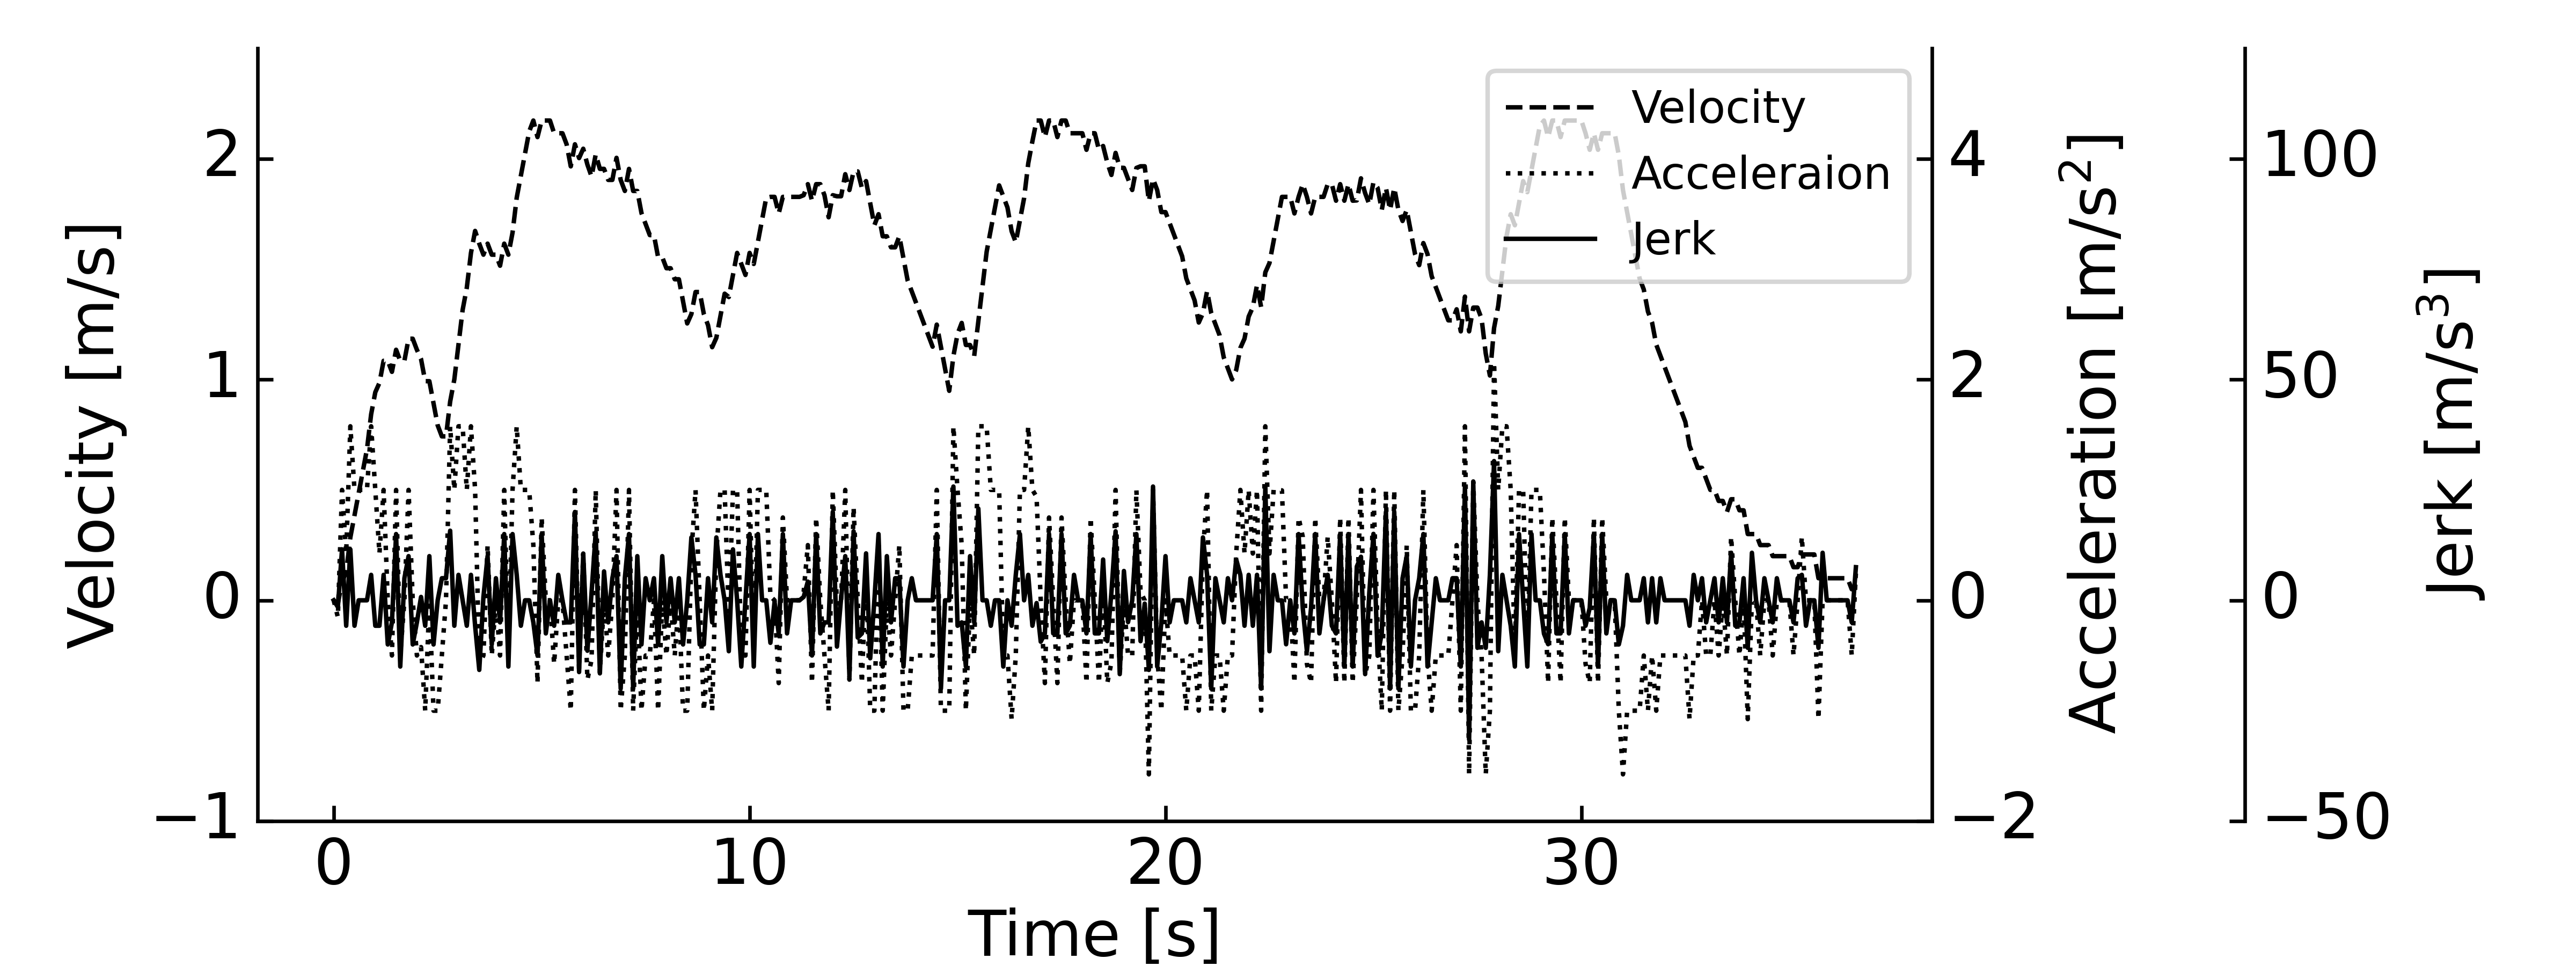 Velocity
Acceleraion
Jerk
Velocity [m/s]
2
1
0
−1
0
10
20
30
Time [s]
4
2
0
−2
Acceleration [m/s²]
100
50
0
−50
Jerk [m/s³]